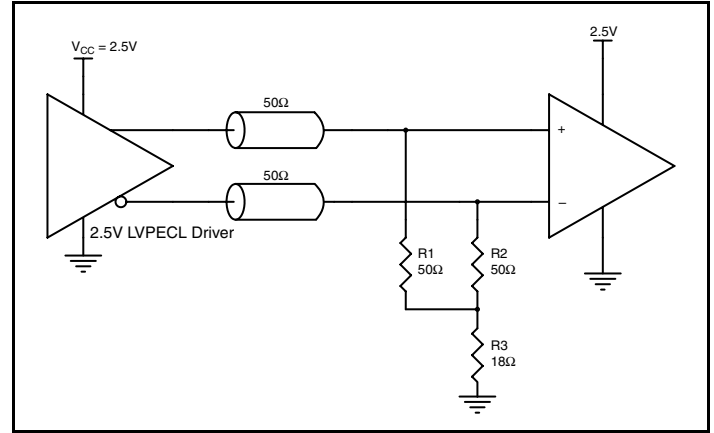 V_CC = 2.5V
2.5V
50Ω
+
50Ω
−
2.5V LVPECL Driver
R1
50Ω
R2
50Ω
R3
18Ω